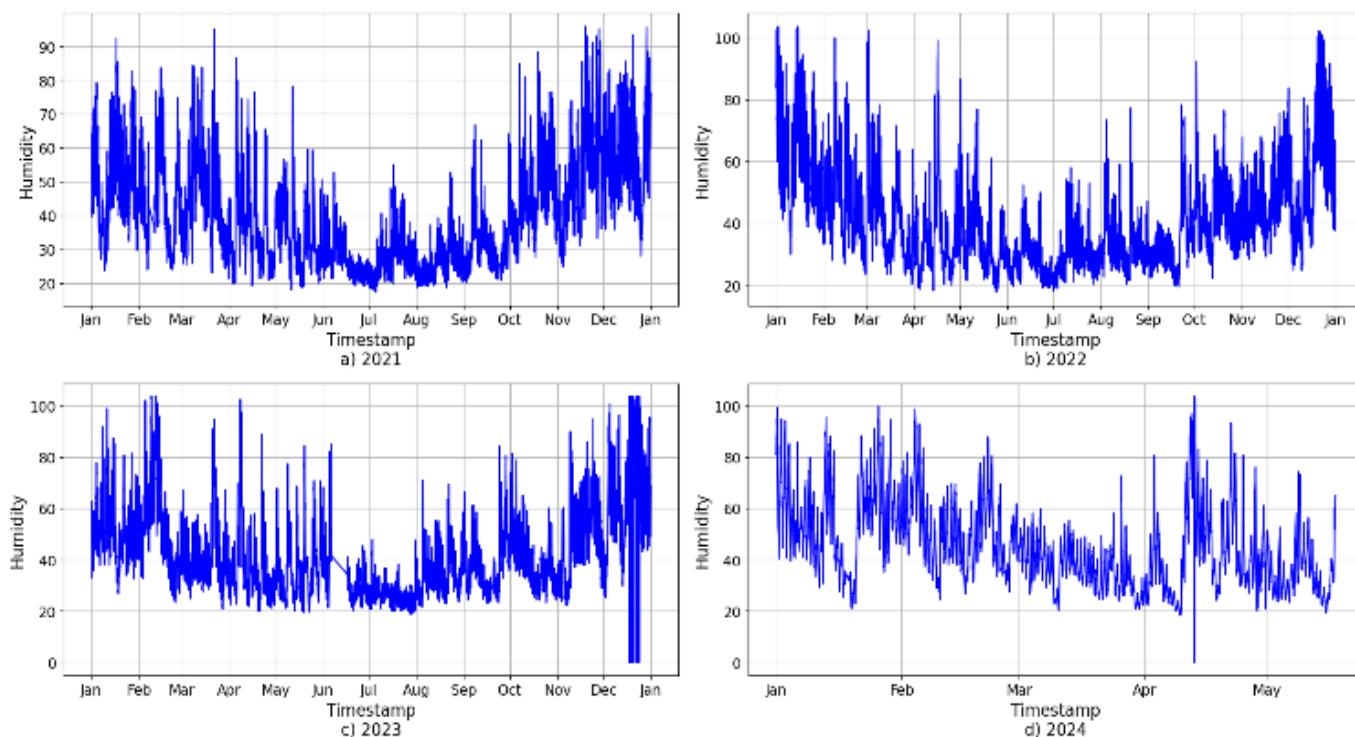 90
80
70
60
50
40
30
20
Humidity
Jan Feb Mar Apr May Jun Jul Aug Sep Oct Nov Dec Jan
Timestamp
a) 2021
100
80
60
40
20
Humidity
Jan Feb Mar Apr May Jun Jul Aug Sep Oct Nov Dec Jan
Timestamp
b) 2022
100
80
60
40
20
0
Humidity
Jan Feb Mar Apr May Jun Jul Aug Sep Oct Nov Dec Jan
Timestamp
c) 2023
100
80
60
40
20
0
Humidity
Jan Feb Mar Apr May
Timestamp
d) 2024